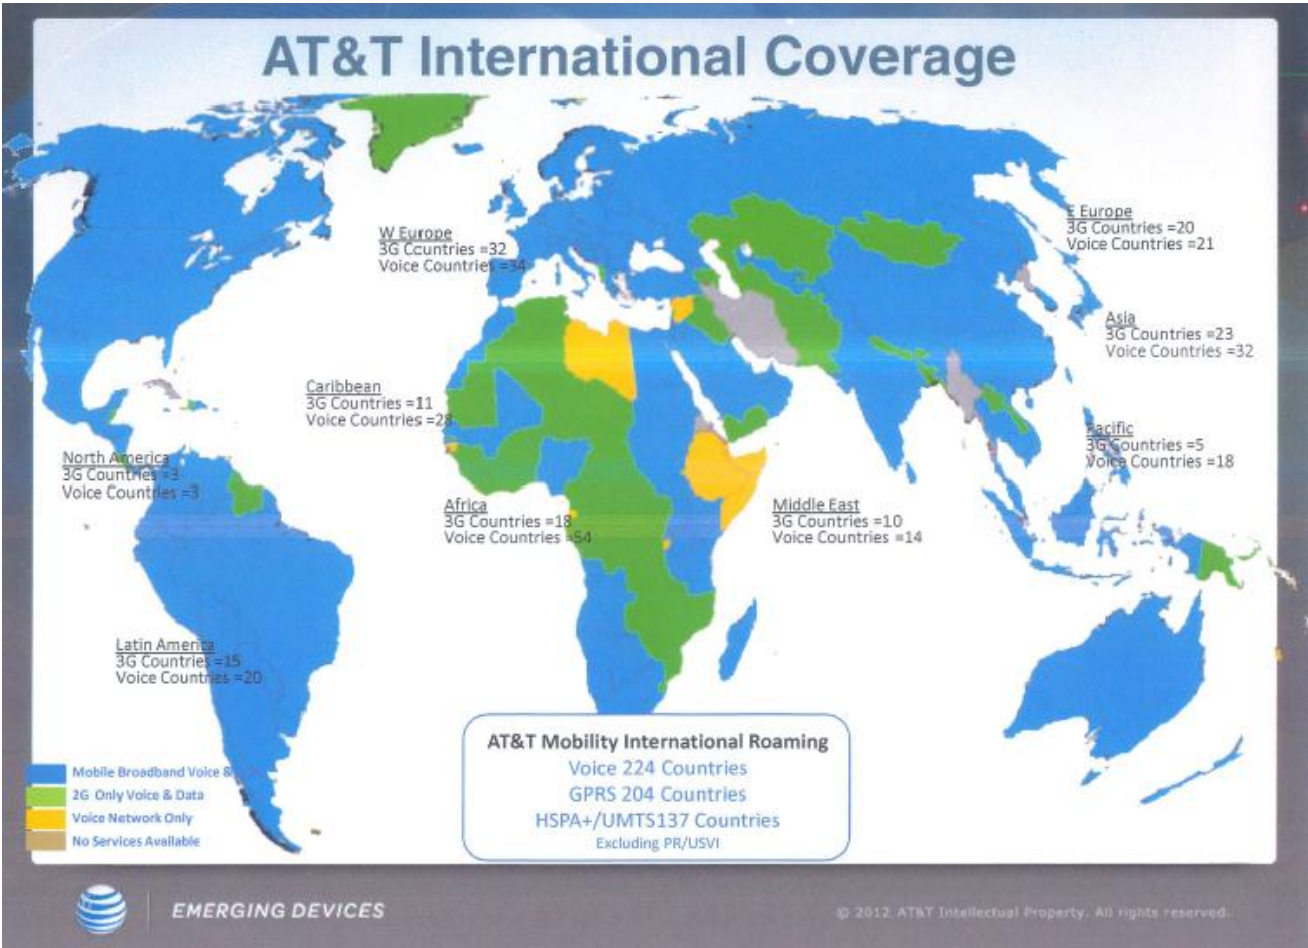 AT&T International Coverage
E Europe
3G Countries =20
Voice Countries =21
W Europe
3G Countries =32
Voice Countries =34
Asia
3G Countries =23
Voice Countries =32
Caribbean
3G Countries =11
Voice Countries =28
Pacific
3G Countries =5
Voice Countries =18
North America
3G Countries =3
Voice Countries =3
Africa
3G Countries =18
Voice Countries =54
Middle East
3G Countries =10
Voice Countries =14
Latin America
3G Countries =15
Voice Countries =20
AT&T Mobility International Roaming
Voice 224 Countries
GPRS 204 Countries
HSPA+/UMTS137 Countries
Excluding PR/USVI
Mobile Broadband Voice &
2G Only Voice & Data
Voice Network Only
No Services Available
EMERGING DEVICES
© 2012 AT&T Intellectual Property. All rights reserved.